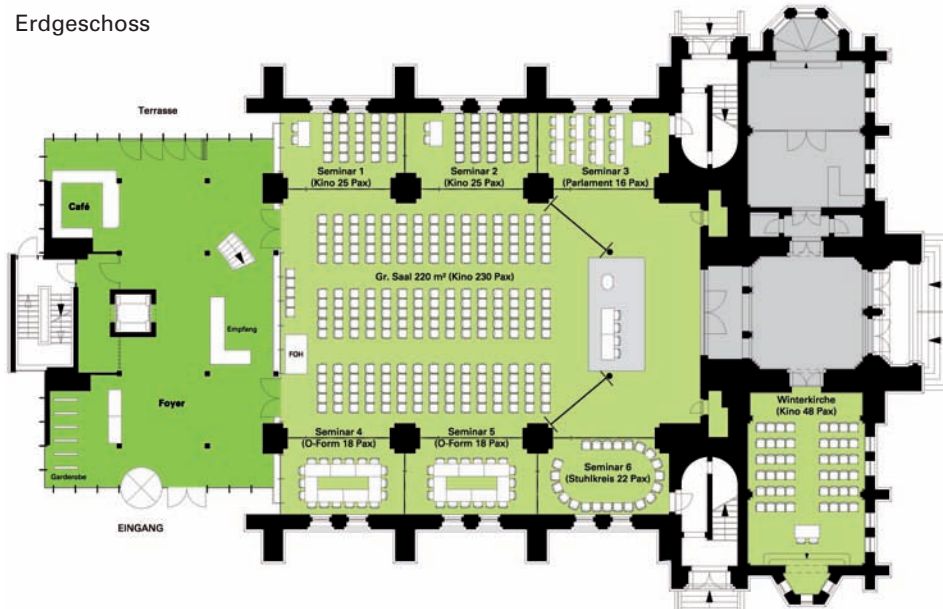 Erdgeschoss
Terrasse
Seminar 1
(Kino 25 Pax)
Seminar 2
(Kino 25 Pax)
Seminar 3
(Parlament 16 Pax)
Café
Gr. Saal 220 m² (Kino 230 Pax)
Empfang
FOH
Foyer
Winterkirche
(Kino 48 Pax)
Seminar 4
(O-Form 18 Pax)
Seminar 5
(O-Form 18 Pax)
Seminar 6
(Stuhlkreis 22 Pax)
Garderobe
EINGANG